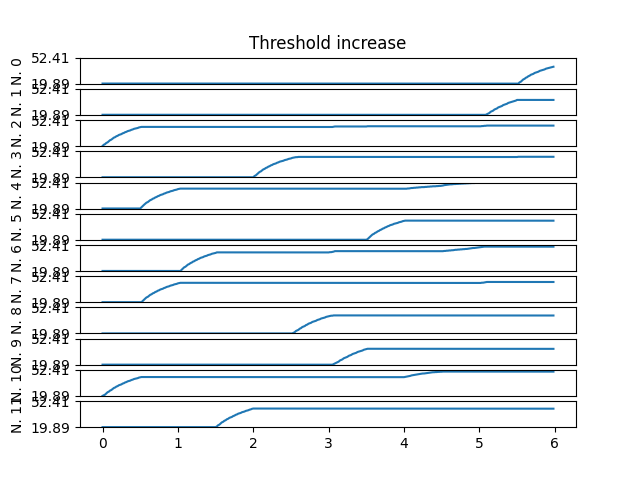 Threshold increase
N. 0
52.41
19.89
N. 1
52.41
19.89
N. 2
52.41
19.89
N. 3
52.41
19.89
N. 4
52.41
19.89
N. 5
52.41
19.89
N. 6
52.41
19.89
N. 7
52.41
19.89
N. 8
52.41
19.89
N. 9
52.41
19.89
N. 10
52.41
19.89
N. 11
52.41
19.89
0 1 2 3 4 5 6